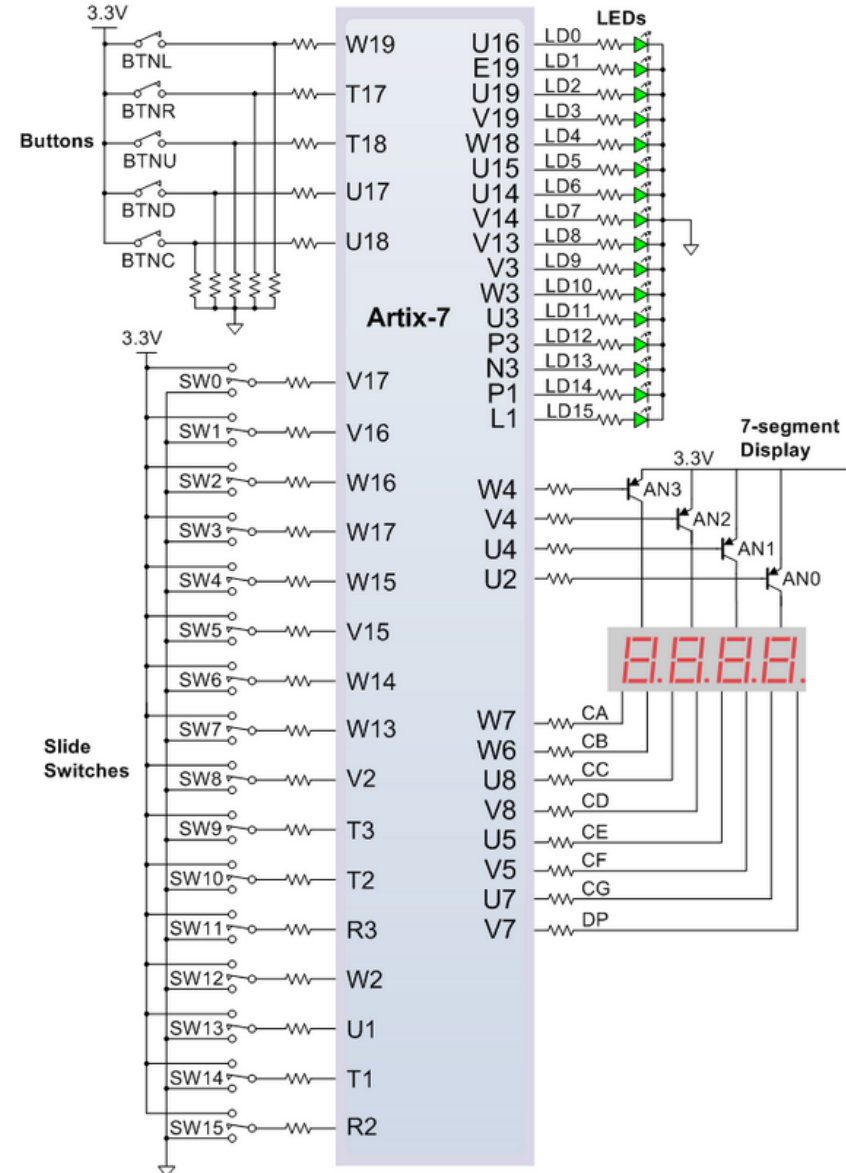 3.3V
BTNL
BTNR
Buttons
BTNU
BTND
BTNC
W19
T17
T18
U17
U18
3.3V
SW0
SW1
SW2
SW3
SW4
SW5
SW6
SW7
Slide
Switches
SW8
SW9
SW10
SW11
SW12
SW13
SW14
SW15
V17
V16
W16
W17
W15
V15
W14
W13
V2
T3
T2
R3
W2
U1
T1
R2
Artix-7
LEDs
U16 LD0
E19 LD1
U19 LD2
V19 LD3
W18 LD4
U15 LD5
U14 LD6
V14 LD7
V13 LD8
V3 LD9
W3 LD10
U3 LD11
P3 LD12
N3 LD13
P1 LD14
L1 LD15
7-segment
Display
3.3V
W4 AN3
V4 AN2
U4 AN1
U2 AN0
8.8.8.8.
W7 CA
W6 CB
U8 CC
V8 CD
U5 CE
V5 CF
U7 CG
V7 DP